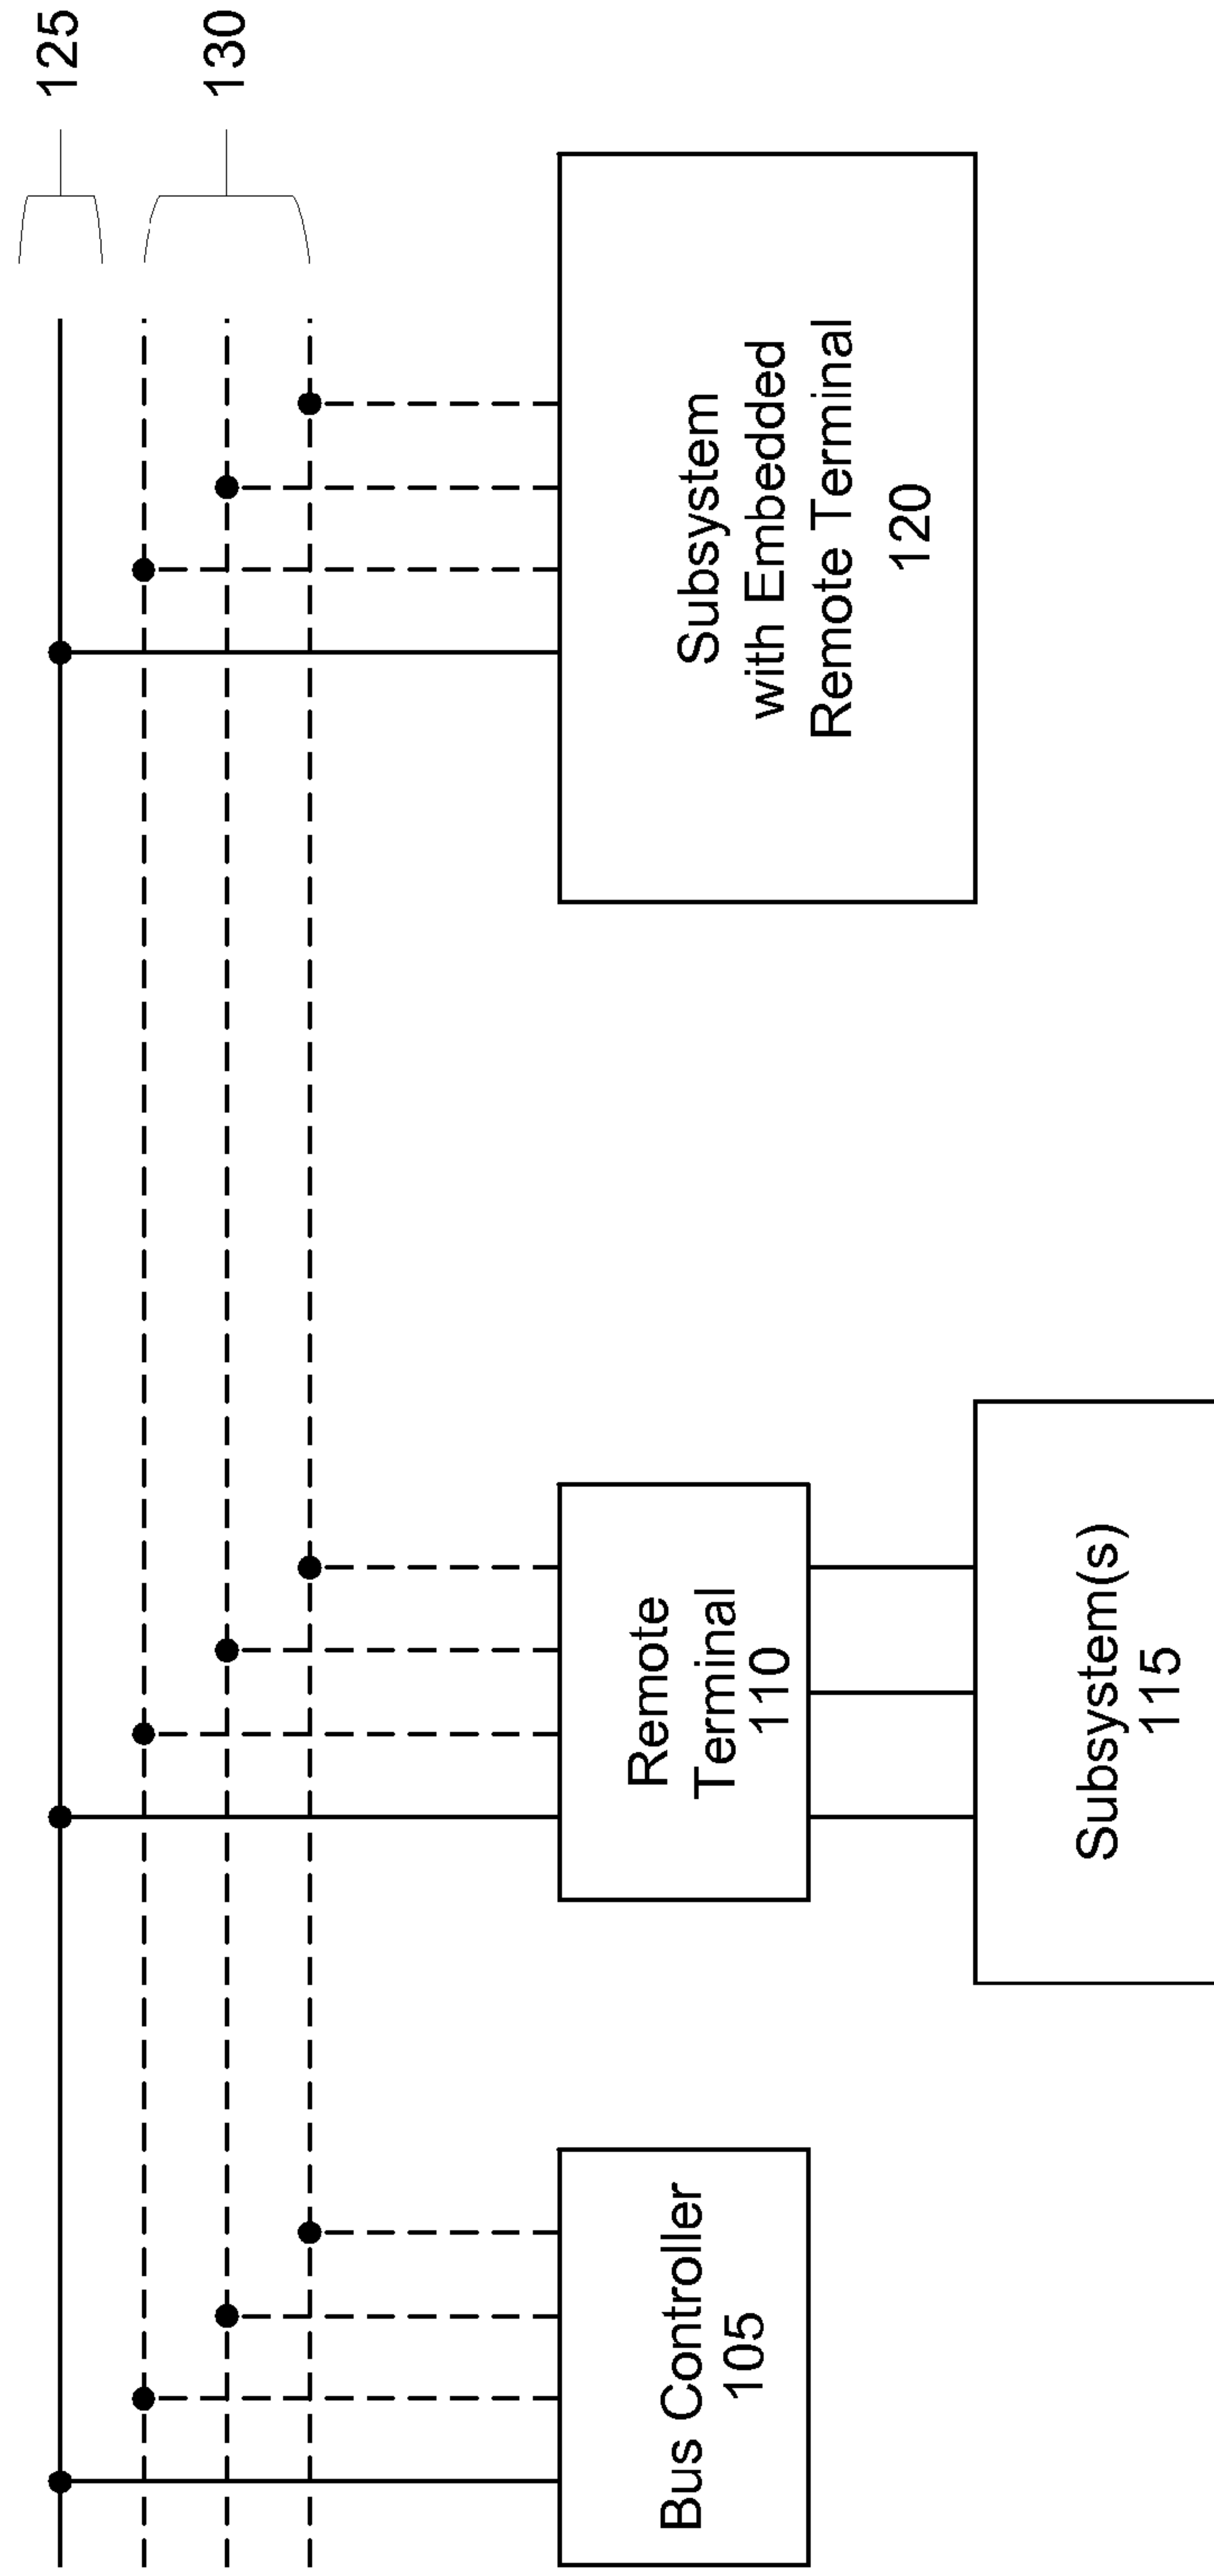 125
130
Bus Controller
105
Remote
Terminal
110
Subsystem(s)
115
Subsystem
with Embedded
Remote Terminal
120